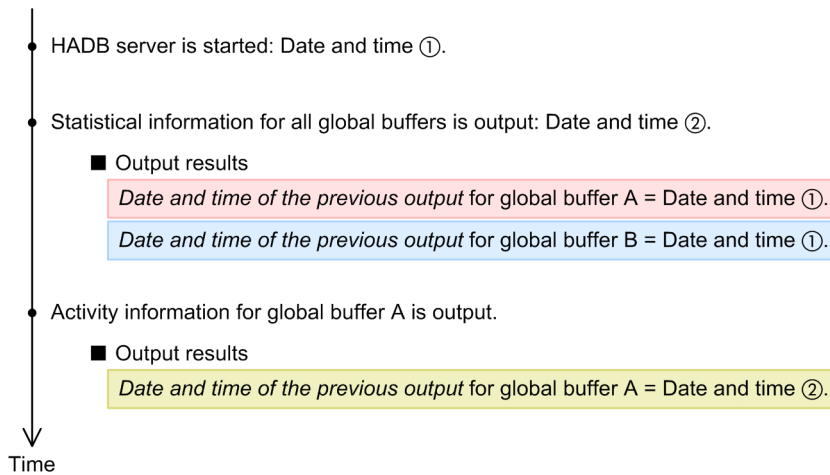 HADB server is started: Date and time ①.
Statistical information for all global buffers is output: Date and time ②.
■ Output results
Date and time of the previous output for global buffer A = Date and time ①.
Date and time of the previous output for global buffer B = Date and time ①.
Activity information for global buffer A is output.
■ Output results
Date and time of the previous output for global buffer A = Date and time ②.
Time